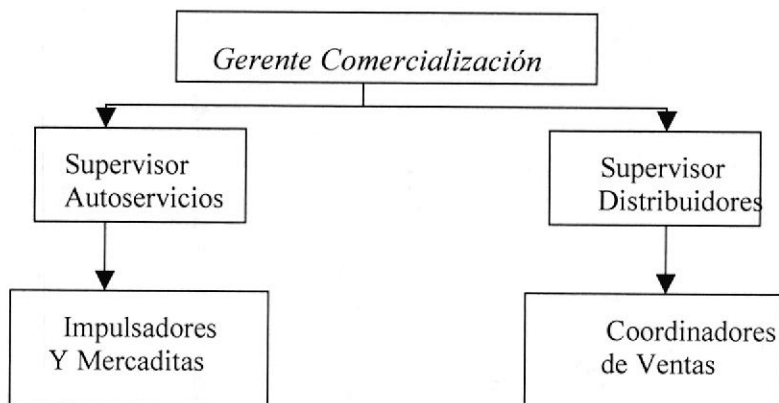 Gerente Comercialización
Supervisor
Autoservicios
Supervisor
Distribuidores
Impulsadores
Y Mercaditas
Coordinadores
de Ventas